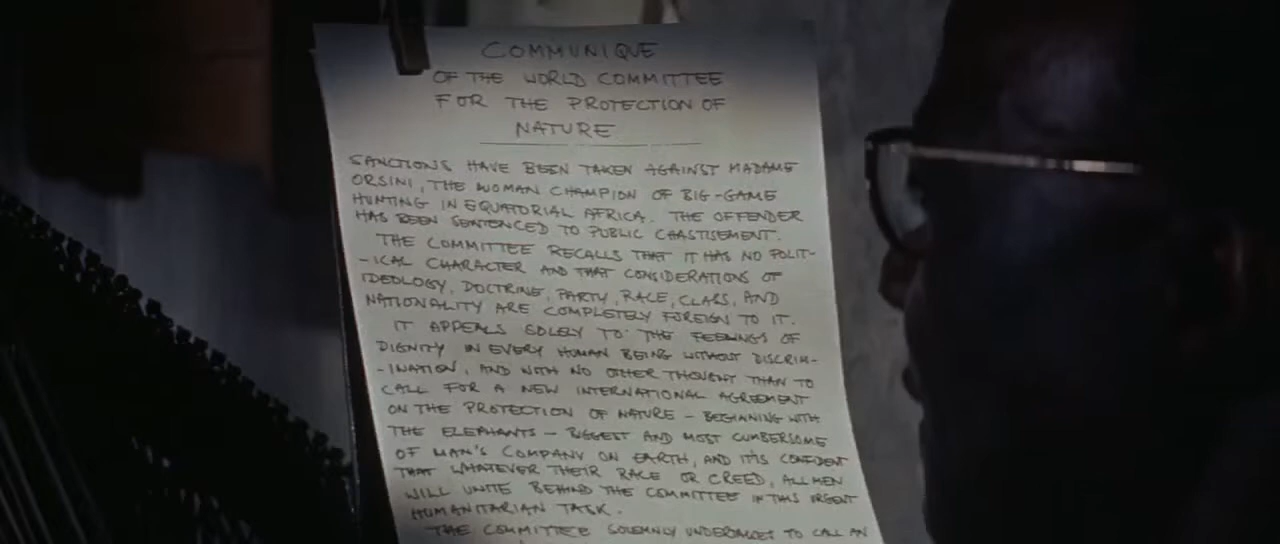 COMMUNIQUE
OF THE WORLD COMMITTEE
FOR THE PROTECTION OF
NATURE
SANCTIONS HAVE BEEN TAKEN AGAINST MADAME
ORSINI, THE WOMAN CHAMPION OF BIG-GAME
HUNTING IN EQUATORIAL AFRICA. THE OFFENDER
HAS BEEN SENTENCED TO PUBLIC CHASTISEMENT.
THE COMMITTEE RECALLS THAT IT HAS NO POLIT-
-ICAL CHARACTER AND THAT CONSIDERATIONS OF
IDEOLOGY, DOCTRINE, PARTY, RACE, CLASS, AND
NATIONALITY ARE COMPLETELY FOREIGN TO IT.
IT APPEALS SOLELY TO THE FEELINGS OF
DIGNITY IN EVERY HUMAN BEING WITHOUT DISCRIM-
-INATION, AND WITH NO OTHER THOUGHT THAN TO
CALL FOR A NEW INTERNATIONAL AGREEMENT
ON THE PROTECTION OF NATURE - BEGINNING WITH
THE ELEPHANTS - BIGGEST AND MOST CUMBERSOME
OF MAN'S COMPANY ON EARTH, AND IT IS CONFIDENT
THAT WHATEVER THEIR RACE OR CREED, ALL MEN
WILL UNITE BEHIND THE COMMITTEE IN THIS URGENT
HUMANITARIAN TASK.
THE COMMITTEE SOLEMNLY UNDERTAKES TO CALL AN